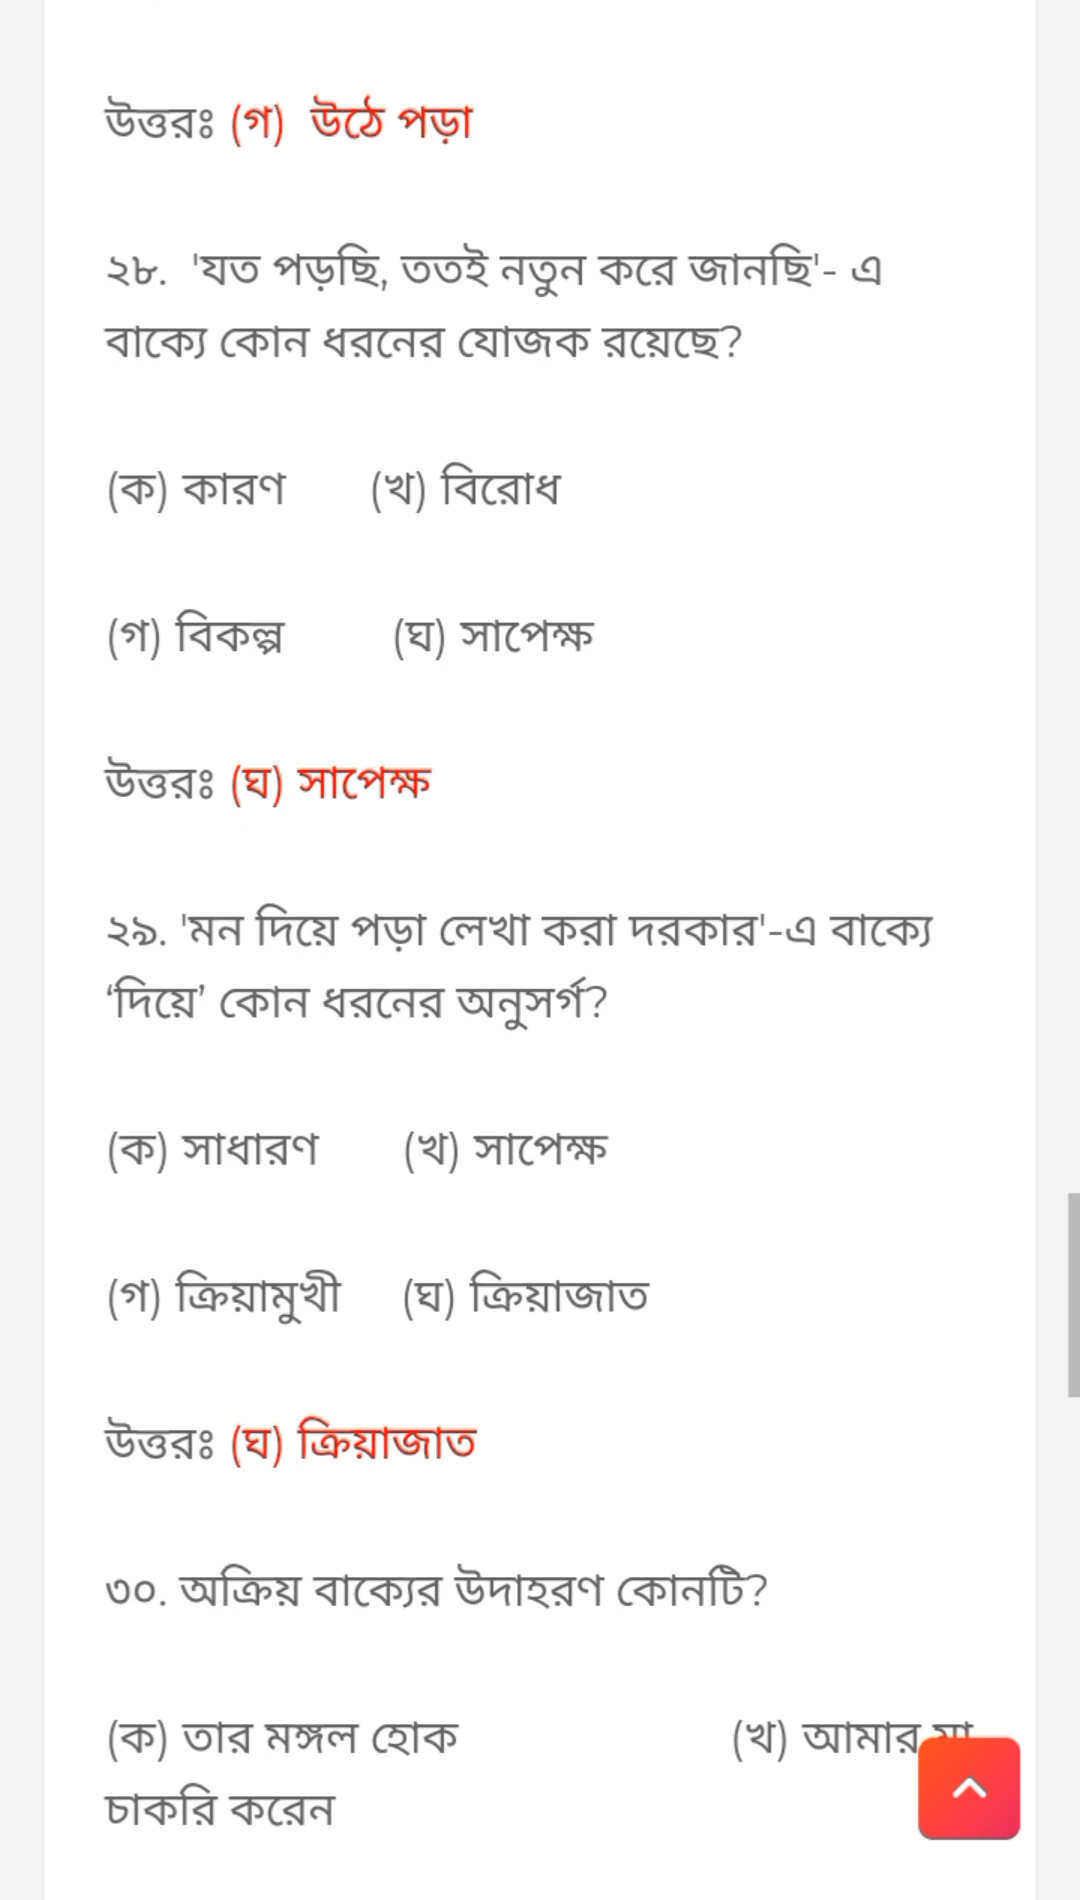 উত্তরঃ (গ) উঠে পড়া
২৮. 'যত পড়ছি, ততই নতুন করে জানছি'- এ
বাক্যে কোন ধরনের যোজক রয়েছে?
(ক) কারণ (খ) বিরোধ
(গ) বিকল্প (ঘ) সাপেক্ষ
উত্তরঃ (ঘ) সাপেক্ষ
২৯. 'মন দিয়ে পড়া লেখা করা দরকার'-এ বাক্যে
‘দিয়ে’ কোন ধরনের অনুসর্গ?
(ক) সাধারণ (খ) সাপেক্ষ
(গ) ক্রিয়ামুখী (ঘ) ক্রিয়াজাত
উত্তরঃ (ঘ) ক্রিয়াজাত
৩০. অক্রিয় বাক্যের উদাহরণ কোনটি?
(ক) তার মঙ্গল হোক (খ) আমার মা
চাকরি করেন